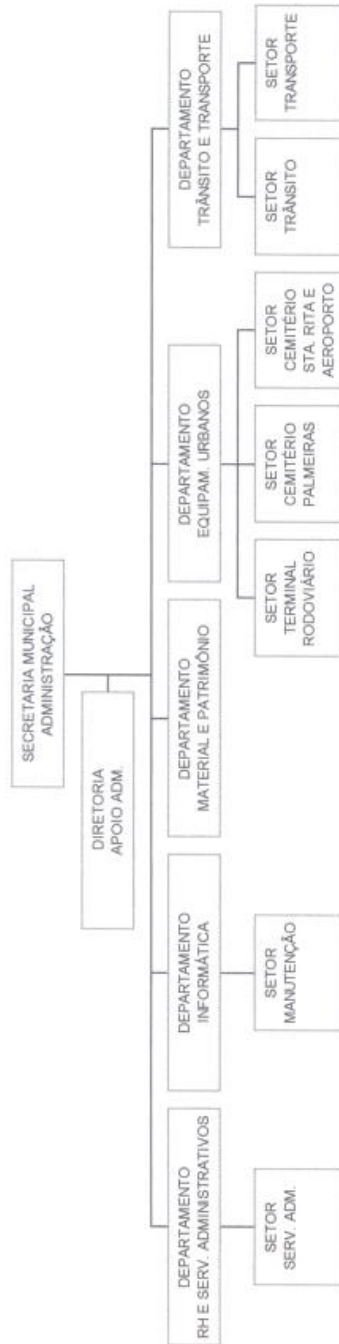 SECRETARIA MUNICIPAL
ADMINISTRAÇÃO
DIRETORIA
APOIO ADM.
DEPARTAMENTO
RH E SERV. ADMINISTRATIVOS
DEPARTAMENTO
INFORMÁTICA
DEPARTAMENTO
MATERIAL E PATRIMÔNIO
DEPARTAMENTO
EQUIPAM. URBANOS
DEPARTAMENTO
TRÂNSITO E TRANSPORTE
SETOR
SERV. ADM.
SETOR
MANUTENÇÃO
SETOR
TERMINAL
RODOVIÁRIO
SETOR
CEMITÉRIO
PALMEIRAS
SETOR
CEMITÉRIO
STA. RITA E
AEROPORTO
SETOR
TRÂNSITO
SETOR
TRANSPORTE